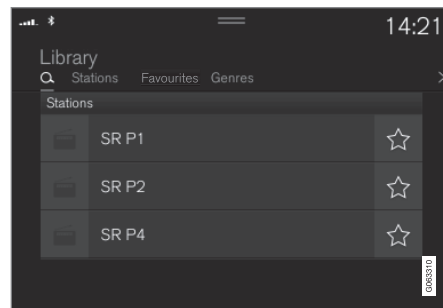 14:21
Library
Stations Favourites Genres
Stations
SR P1
SR P2
SR P4
G063310